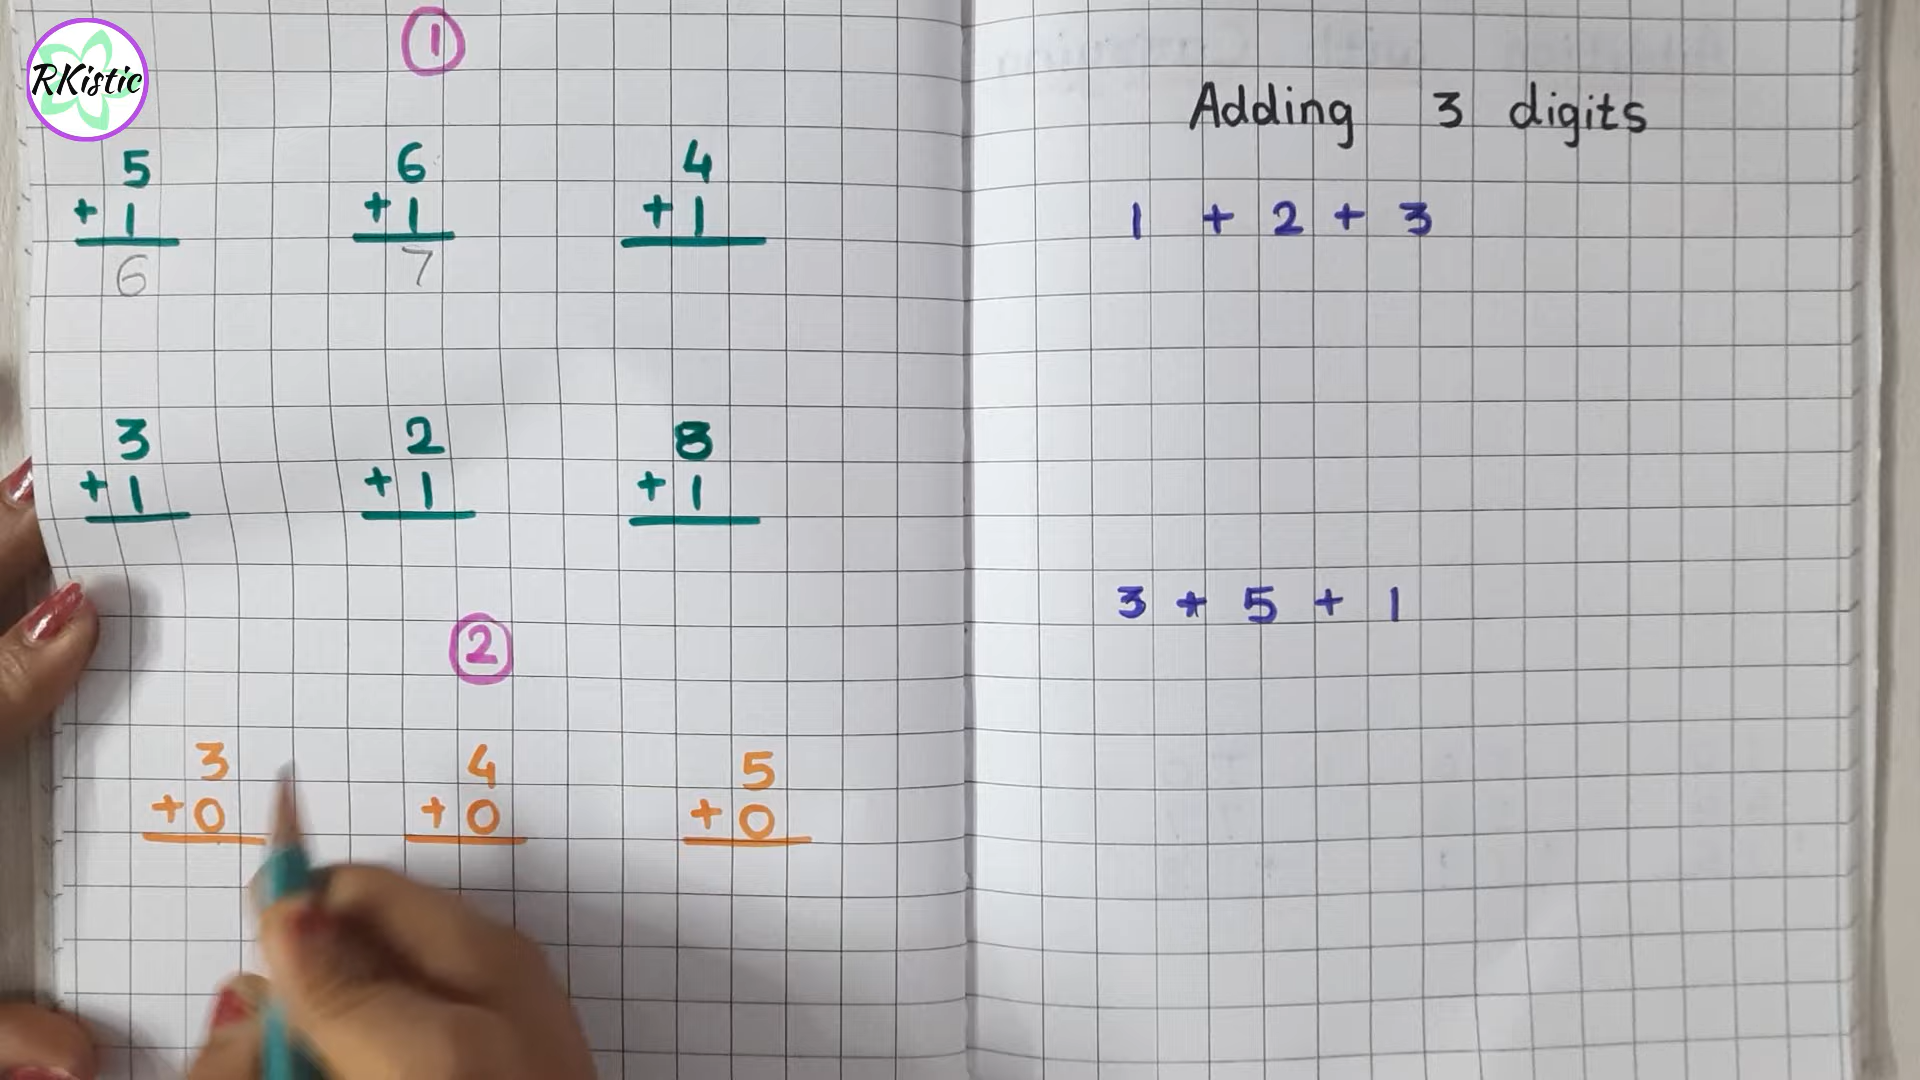 RKistic
1
5 6 4
+ 1 + 1 + 1
6 7
3 2 8
+ 1 + 1 + 1
2
3 4 5
+ 0 + 0 + 0
Adding 3 digits
1 + 2 + 3
3 + 5 + 1